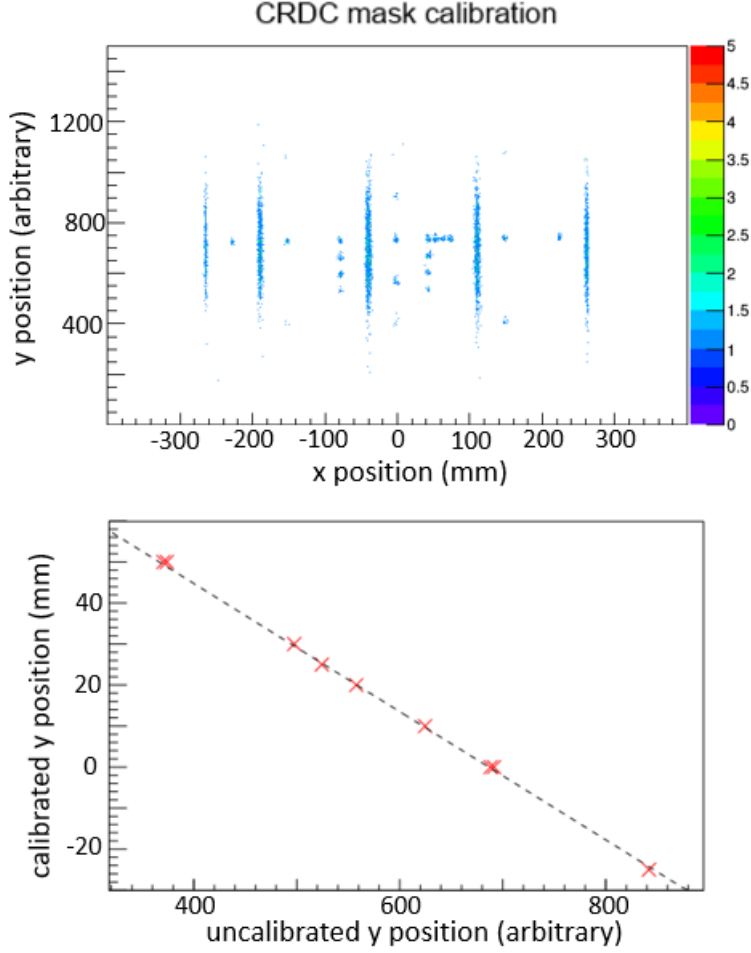 CRDC mask calibration
y position (arbitrary)
1200
800
400
-300 -200 -100 0 100 200 300
x position (mm)
5
4.5
4
3.5
3
2.5
2
1.5
1
0.5
0
calibrated y position (mm)
40
20
0
-20
400 600 800
uncalibrated y position (arbitrary)